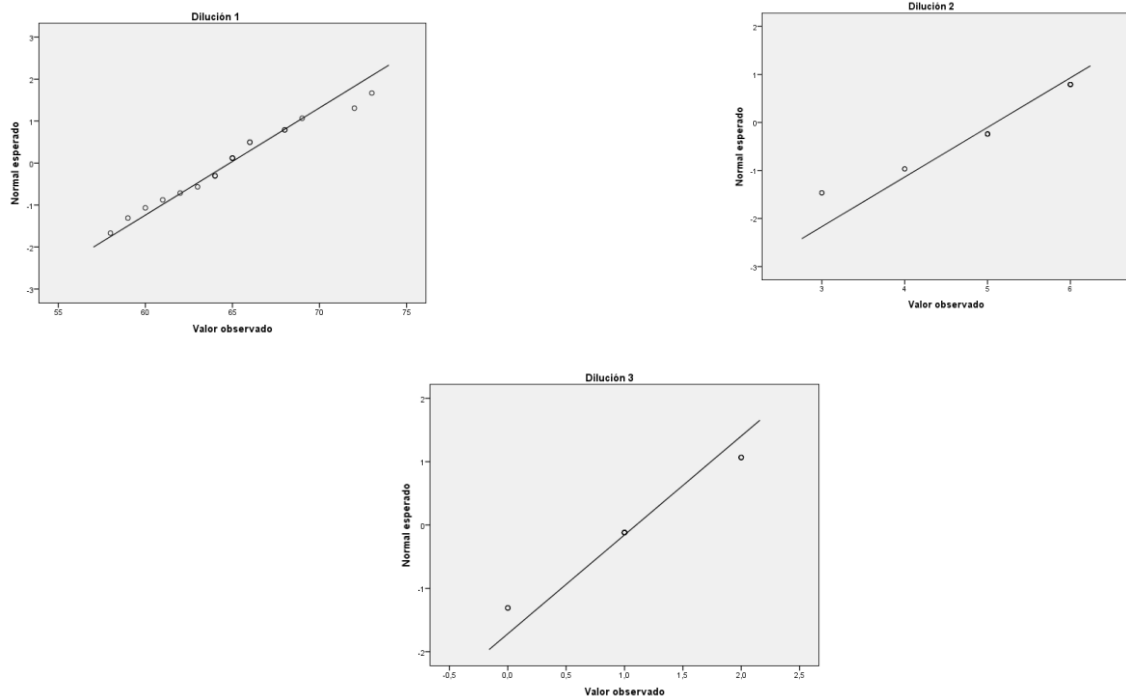 Dilución 1
3
2
1
0
-1
-2
-3
Normal esperado
55 60 65 70 75
Valor observado
Dilución 2
2
1
0
-1
-2
-3
Normal esperado
3 4 5 6
Valor observado
Dilución 3
2
1
0
-1
-2
Normal esperado
-0,5 0,0 0,5 1,0 1,5 2,0 2,5
Valor observado